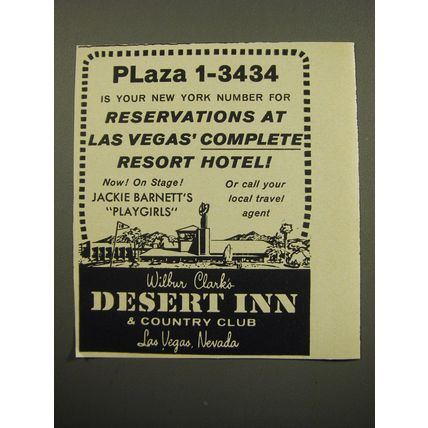 PLaza 1-3434
IS YOUR NEW YORK NUMBER FOR
RESERVATIONS AT
LAS VEGAS' COMPLETE
RESORT HOTEL!
Now! On Stage!
JACKIE BARNETT'S
"PLAYGIRLS"
Or call your
local travel
agent
Wilbur Clark's
DESERT INN
& COUNTRY CLUB
Las Vegas, Nevada